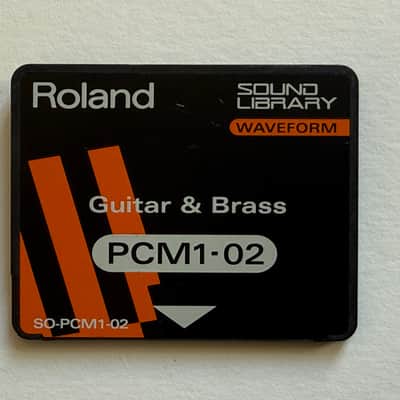 Roland
SOUND
LIBRARY
WAVEFORM
Guitar & Brass
PCM1-02
SO-PCM1-02